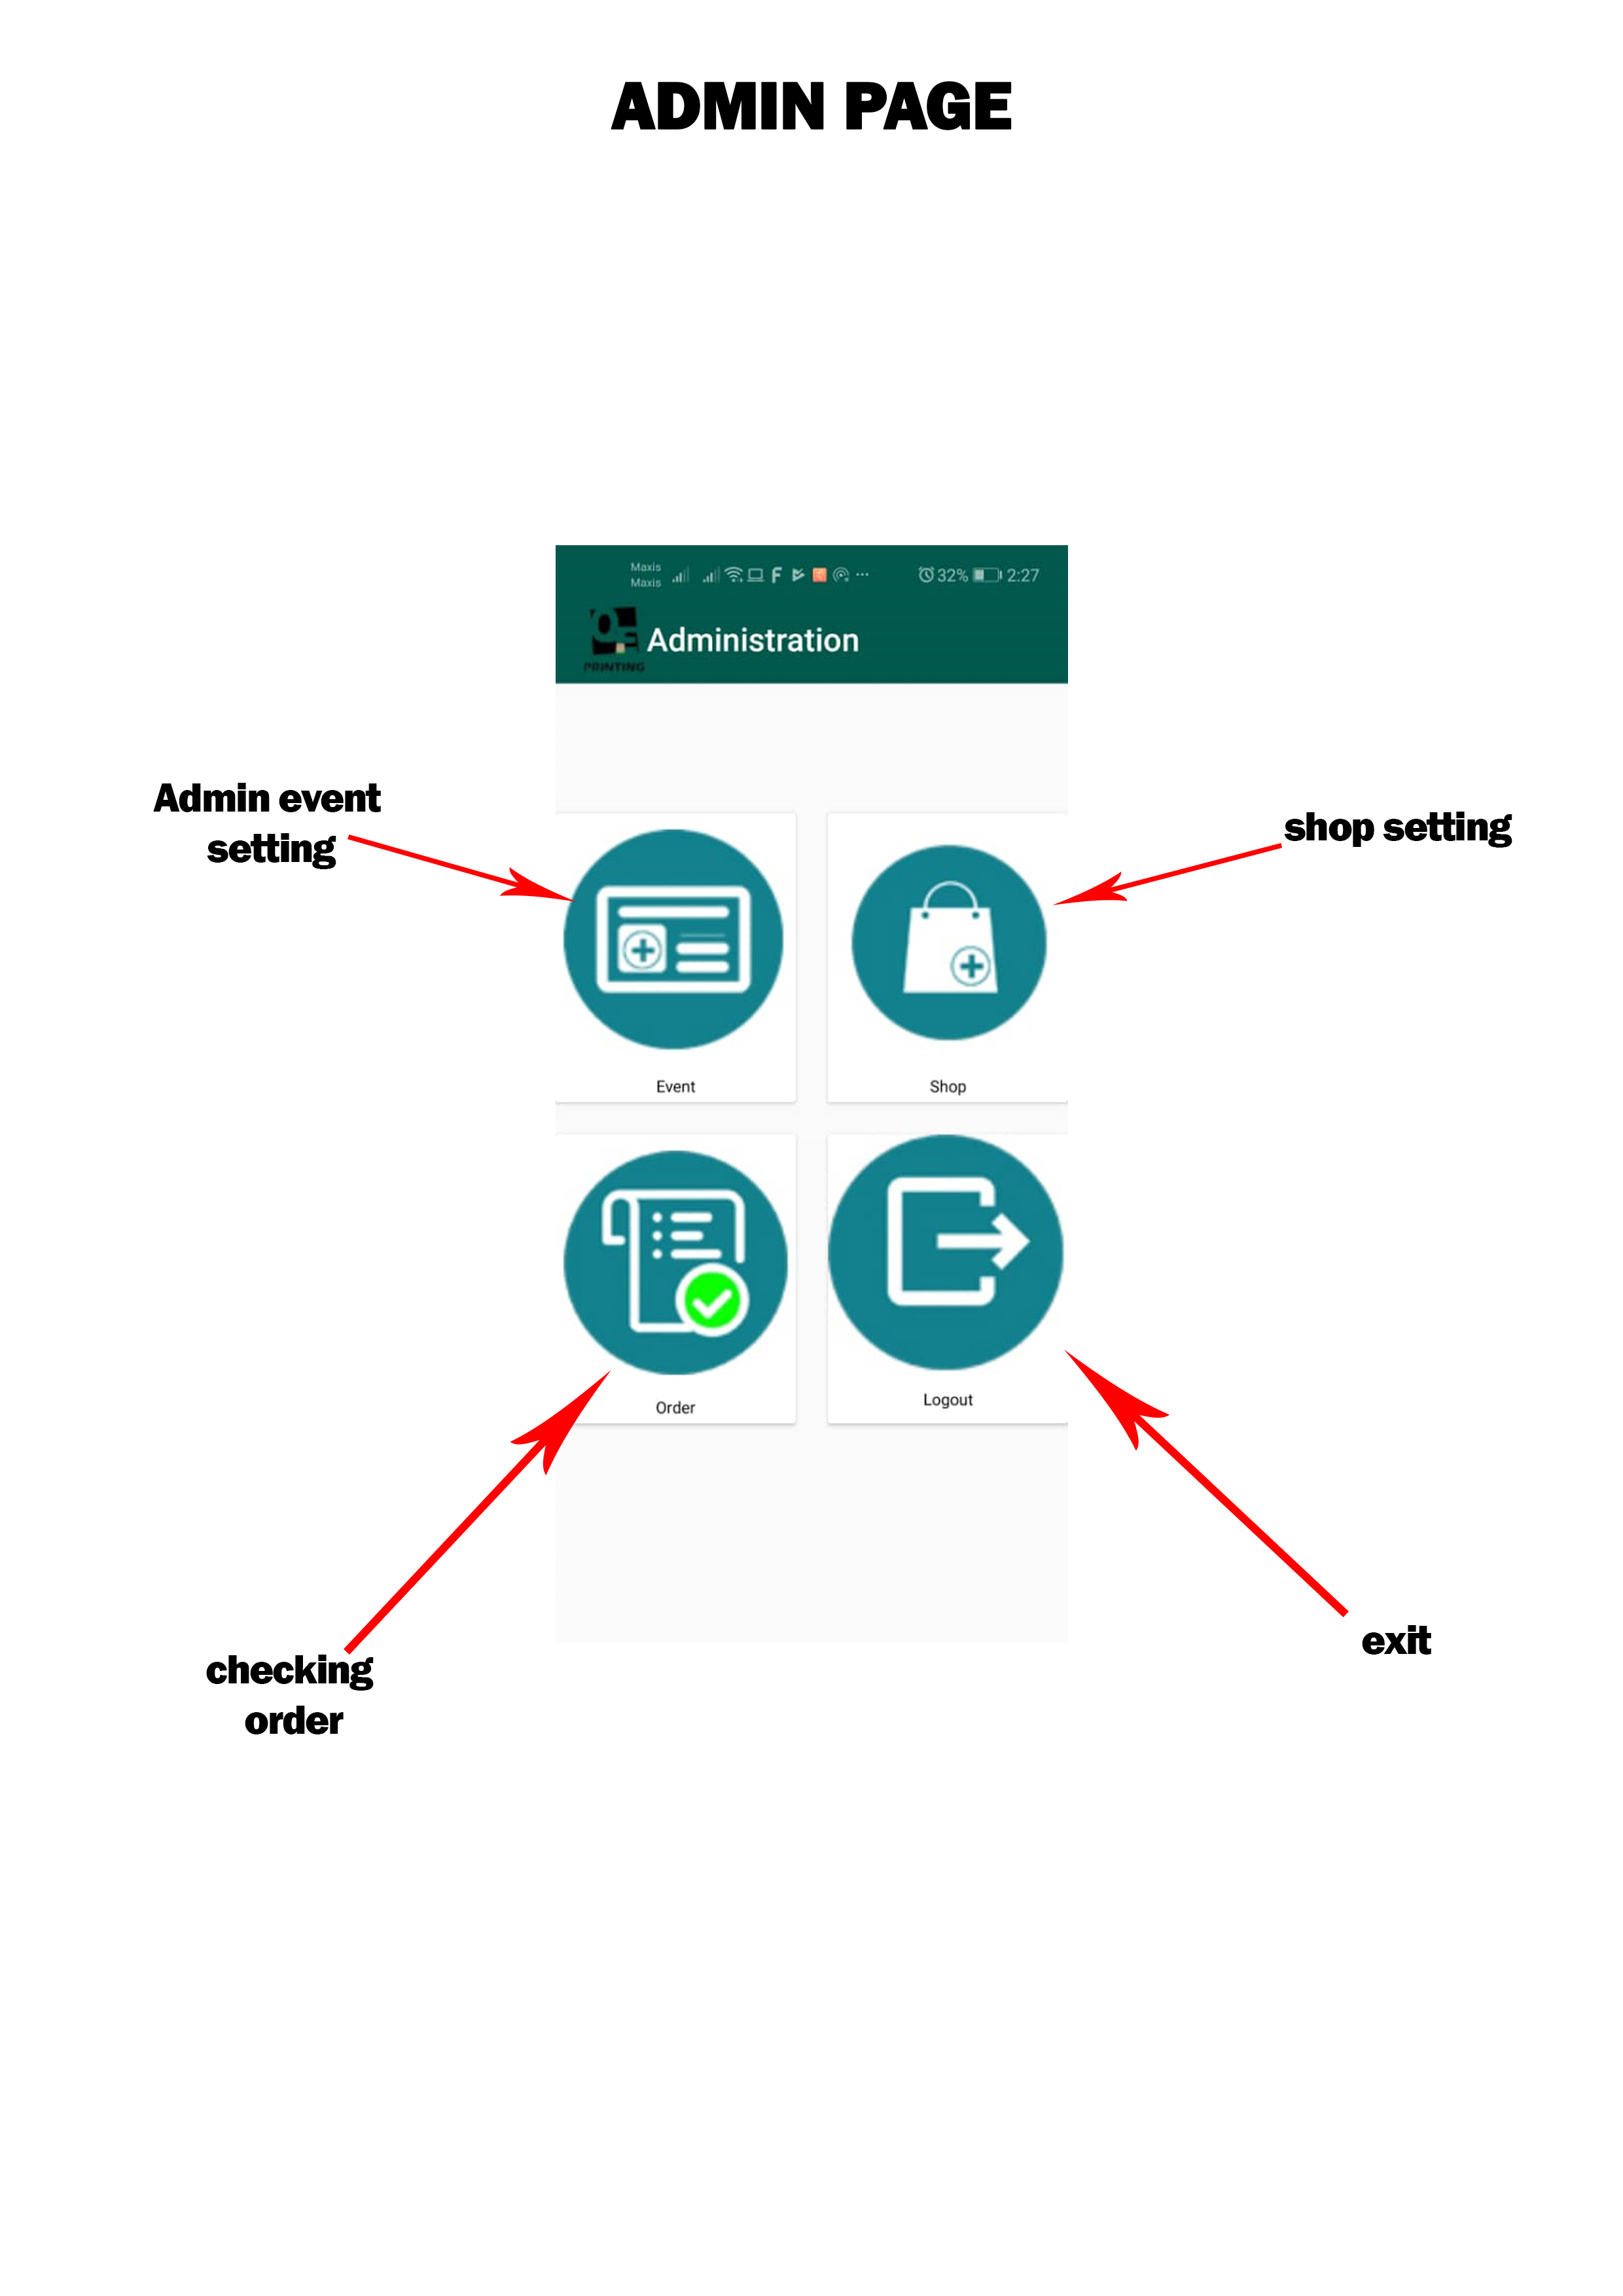 ADMIN PAGE
Maxis
Maxis
32% 2:27
Administration
PRINTING
Admin event
setting
shop setting
Event
Shop
Order
Logout
checking
order
exit